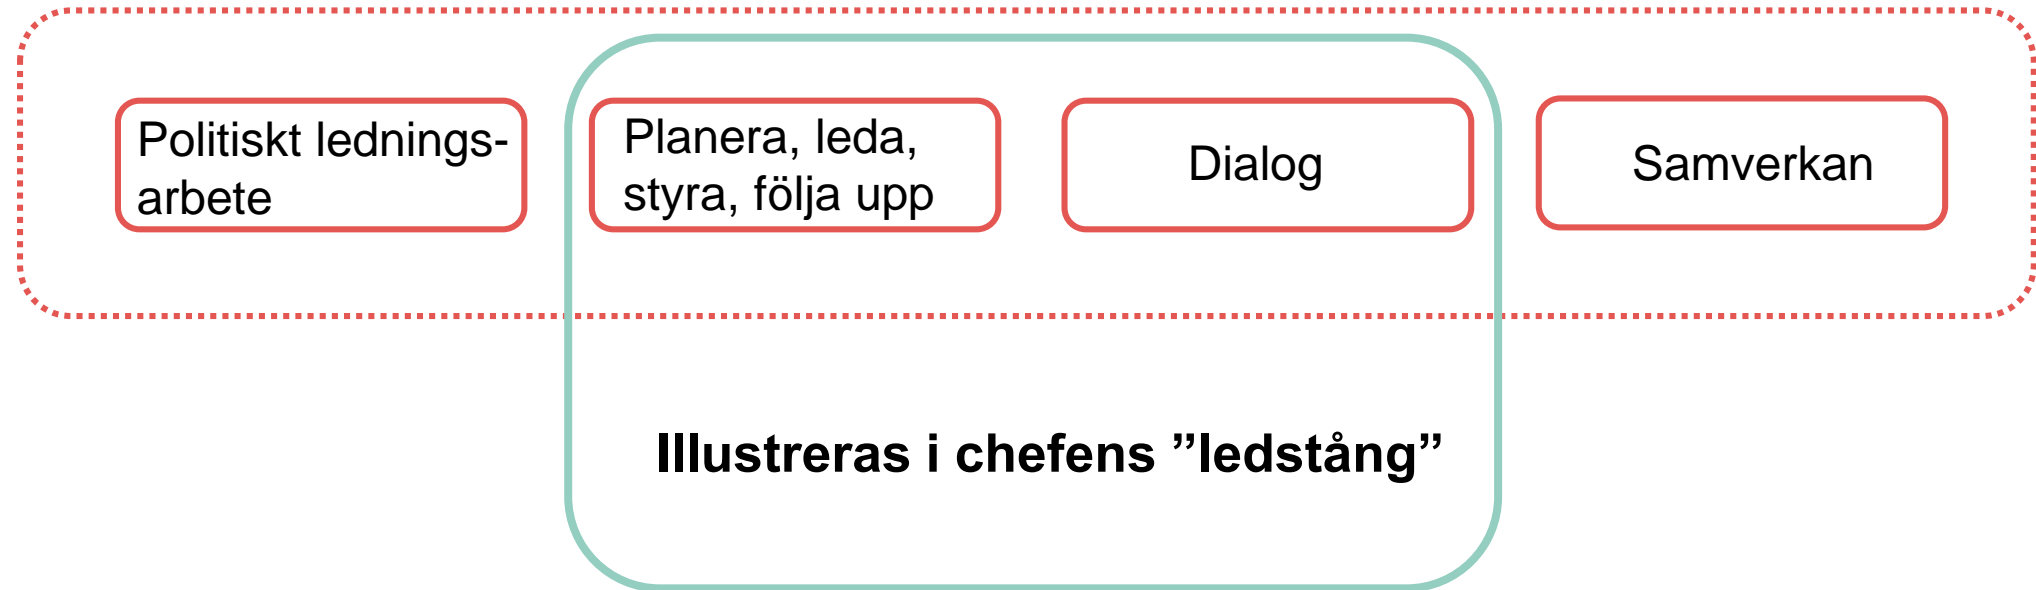 Politiskt lednings-
arbete
Planera, leda,
styra, följa upp
Dialog
Samverkan
Illustreras i chefens ”ledstång”